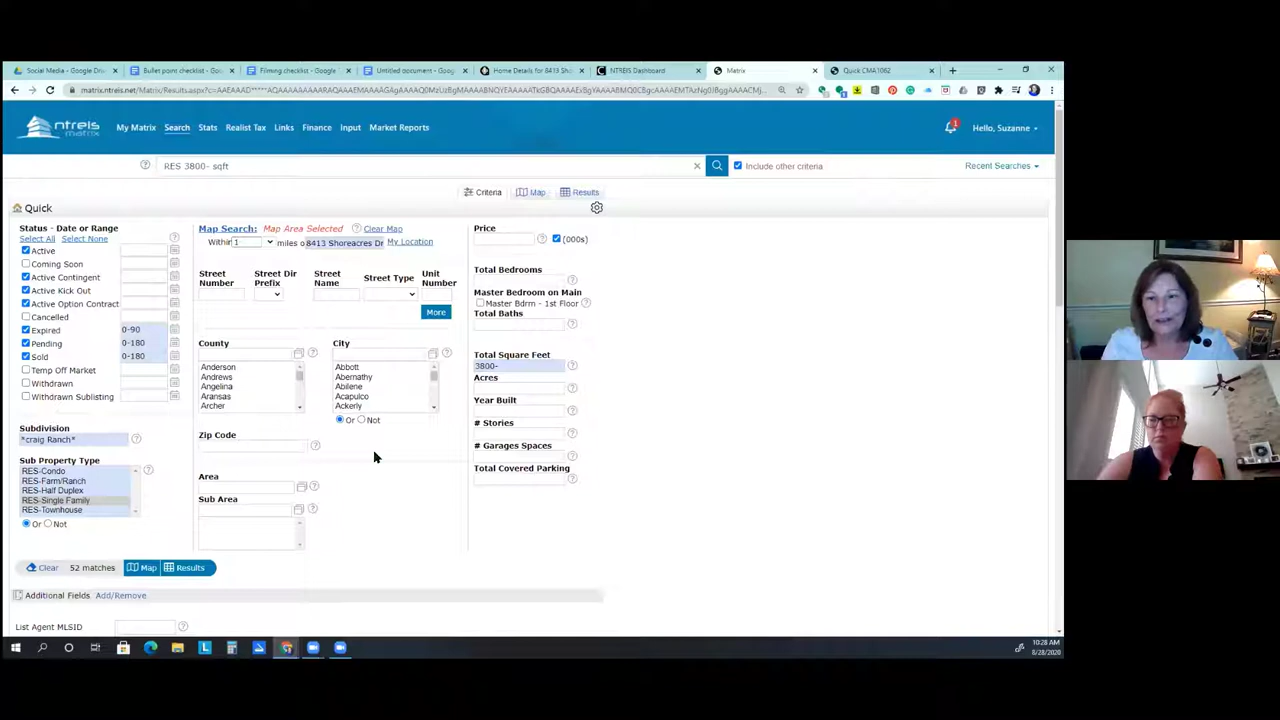 Social Media - Google Driv
Bullet point checklist - Goo
Filming checklist - Google
Untitled document - Google
Home Details for 8413 Sho
NTREIS Dashboard
Matrix
Quick CMA1062
ntreis
matrix
My Matrix
Search
Stats
Realist Tax
Links
Finance
Input
Market Reports
1
Hello, Suzanne
RES 3800- sqft
Include other criteria
Recent Searches
Criteria
Map
Results
Quick
Status - Date or Range
Select All Select None
Active
Coming Soon
Active Contingent
Active Kick Out
Active Option Contract
Cancelled
Expired 0-90
Pending 0-180
Sold 0-180
Temp Off Market
Withdrawn
Withdrawn Sublisting
Subdivision
*craig Ranch*
Sub Property Type
RES-Condo
RES-Farm/Ranch
RES-Half Duplex
RES-Single Family
RES-Townhouse
Or Not
Map Search: Map Area Selected Clear Map
Within 1 miles o 8413 Shoreacres Dr My Location
Street Number
Street Dir Prefix
Street Name
Street Type
Unit Number
More
County
Anderson
Andrews
Angelina
Aransas
Archer
City
Abbott
Abernathy
Abilene
Acapulco
Ackerly
Or Not
Zip Code
Area
Sub Area
Price
(000s)
Total Bedrooms
Master Bedroom on Main
Master Bdrm - 1st Floor
Total Baths
Total Square Feet
3800-
Acres
Year Built
# Stories
# Garages Spaces
Total Covered Parking
Clear 52 matches Map Results
Additional Fields Add/Remove
List Agent MLSID
10:28 AM
8/28/2020